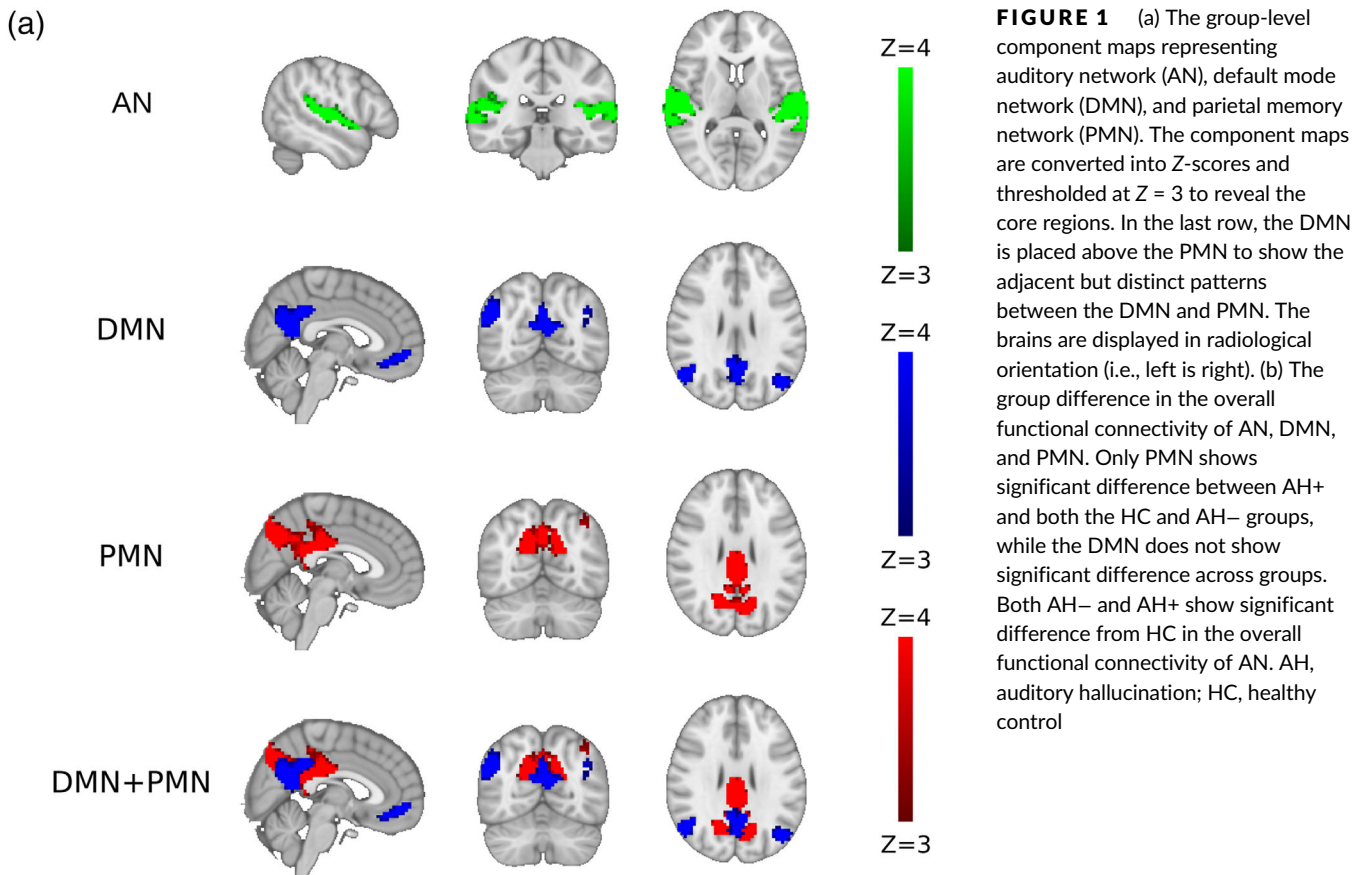 (a)
AN
DMN
PMN
DMN+PMN
Z=4
Z=3
Z=4
Z=3
Z=4
Z=3
FIGURE 1 (a) The group-level
component maps representing
auditory network (AN), default mode
network (DMN), and parietal memory
network (PMN). The component maps
are converted into Z-scores and
thresholded at Z = 3 to reveal the
core regions. In the last row, the DMN
is placed above the PMN to show the
adjacent but distinct patterns
between the DMN and PMN. The
brains are displayed in radiological
orientation (i.e., left is right). (b) The
group difference in the overall
functional connectivity of AN, DMN,
and PMN. Only PMN shows
significant difference between AH+
and both the HC and AH− groups,
while the DMN does not show
significant difference across groups.
Both AH− and AH+ show significant
difference from HC in the overall
functional connectivity of AN. AH,
auditory hallucination; HC, healthy
control